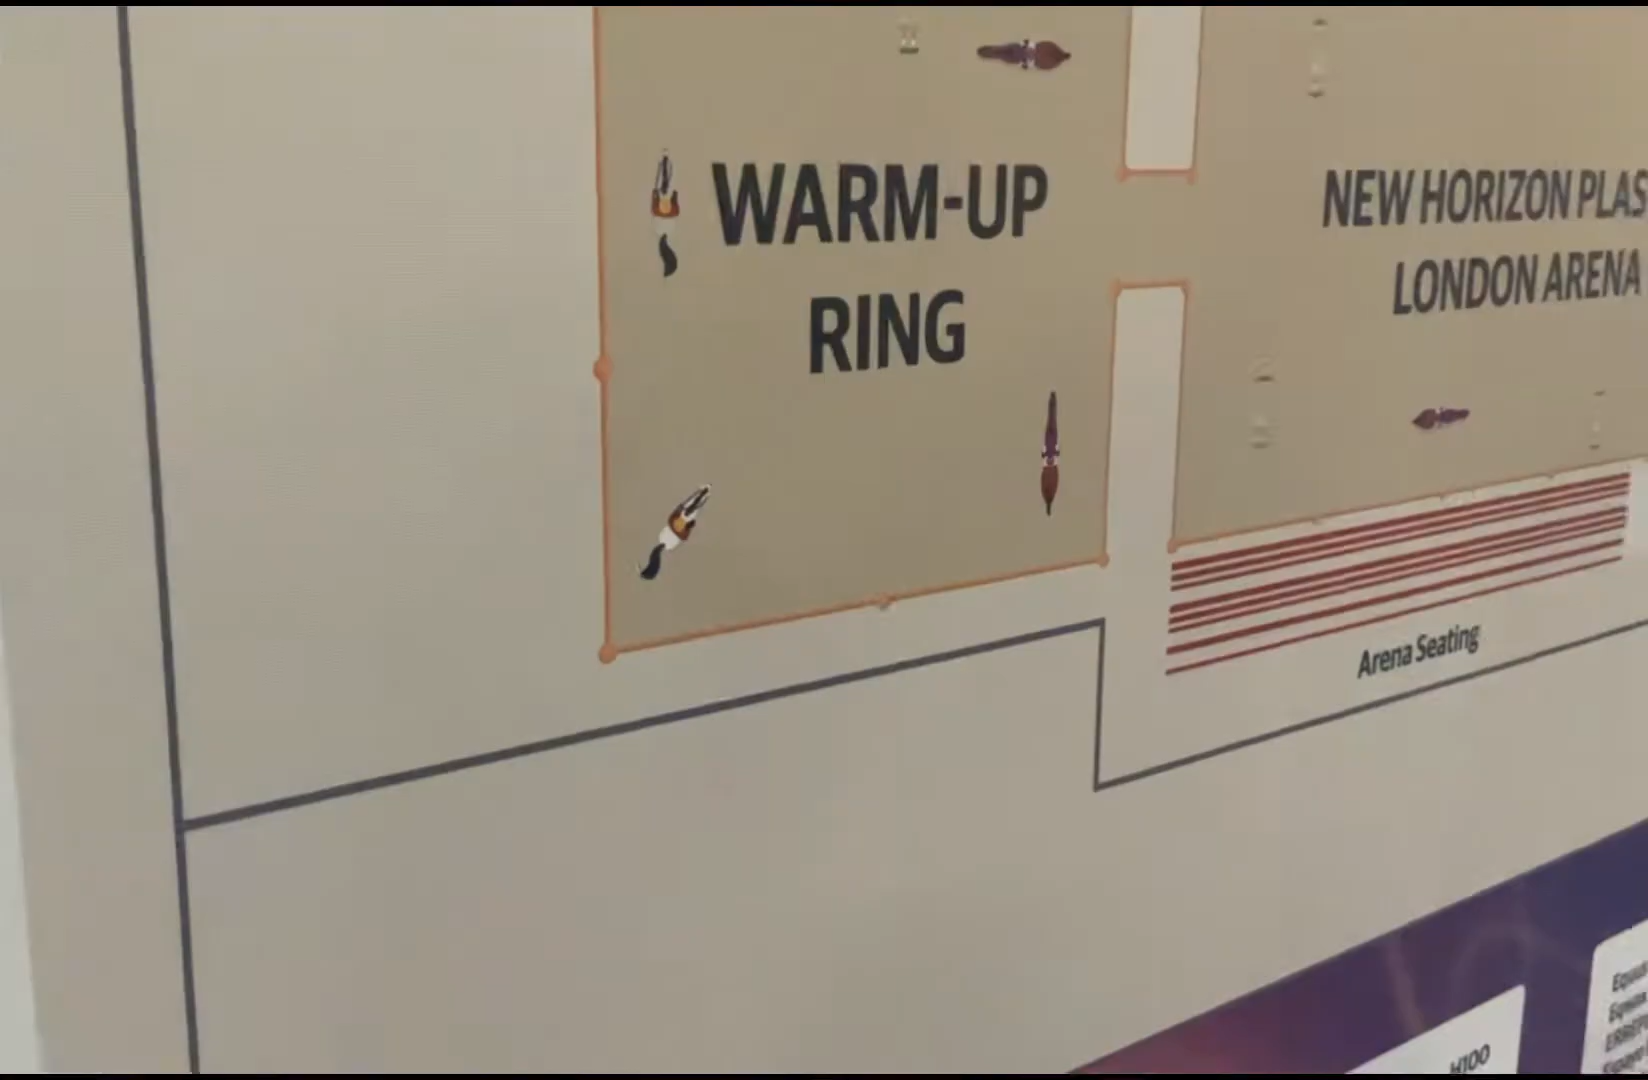 WARM-UP
RING
NEW HORIZON PLAS
LONDON ARENA
Arena Seating
H100